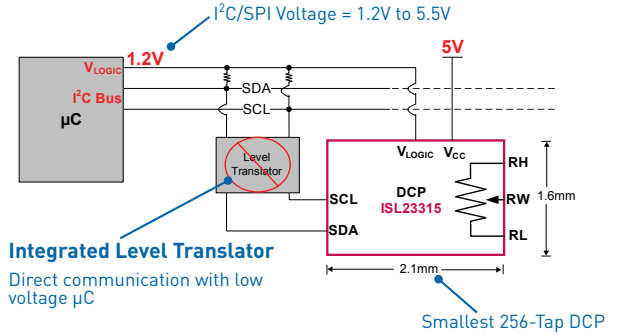 I²C/SPI Voltage = 1.2V to 5.5V
1.2V
5V
VLOGIC
I²C Bus
µC
SDA
SCL
Level
Translator
VLOGIC
VCC
RH
DCP
ISL23315
SCL
RW
1.6mm
SDA
RL
2.1mm
Integrated Level Translator
Direct communication with low
voltage µC
Smallest 256-Tap DCP